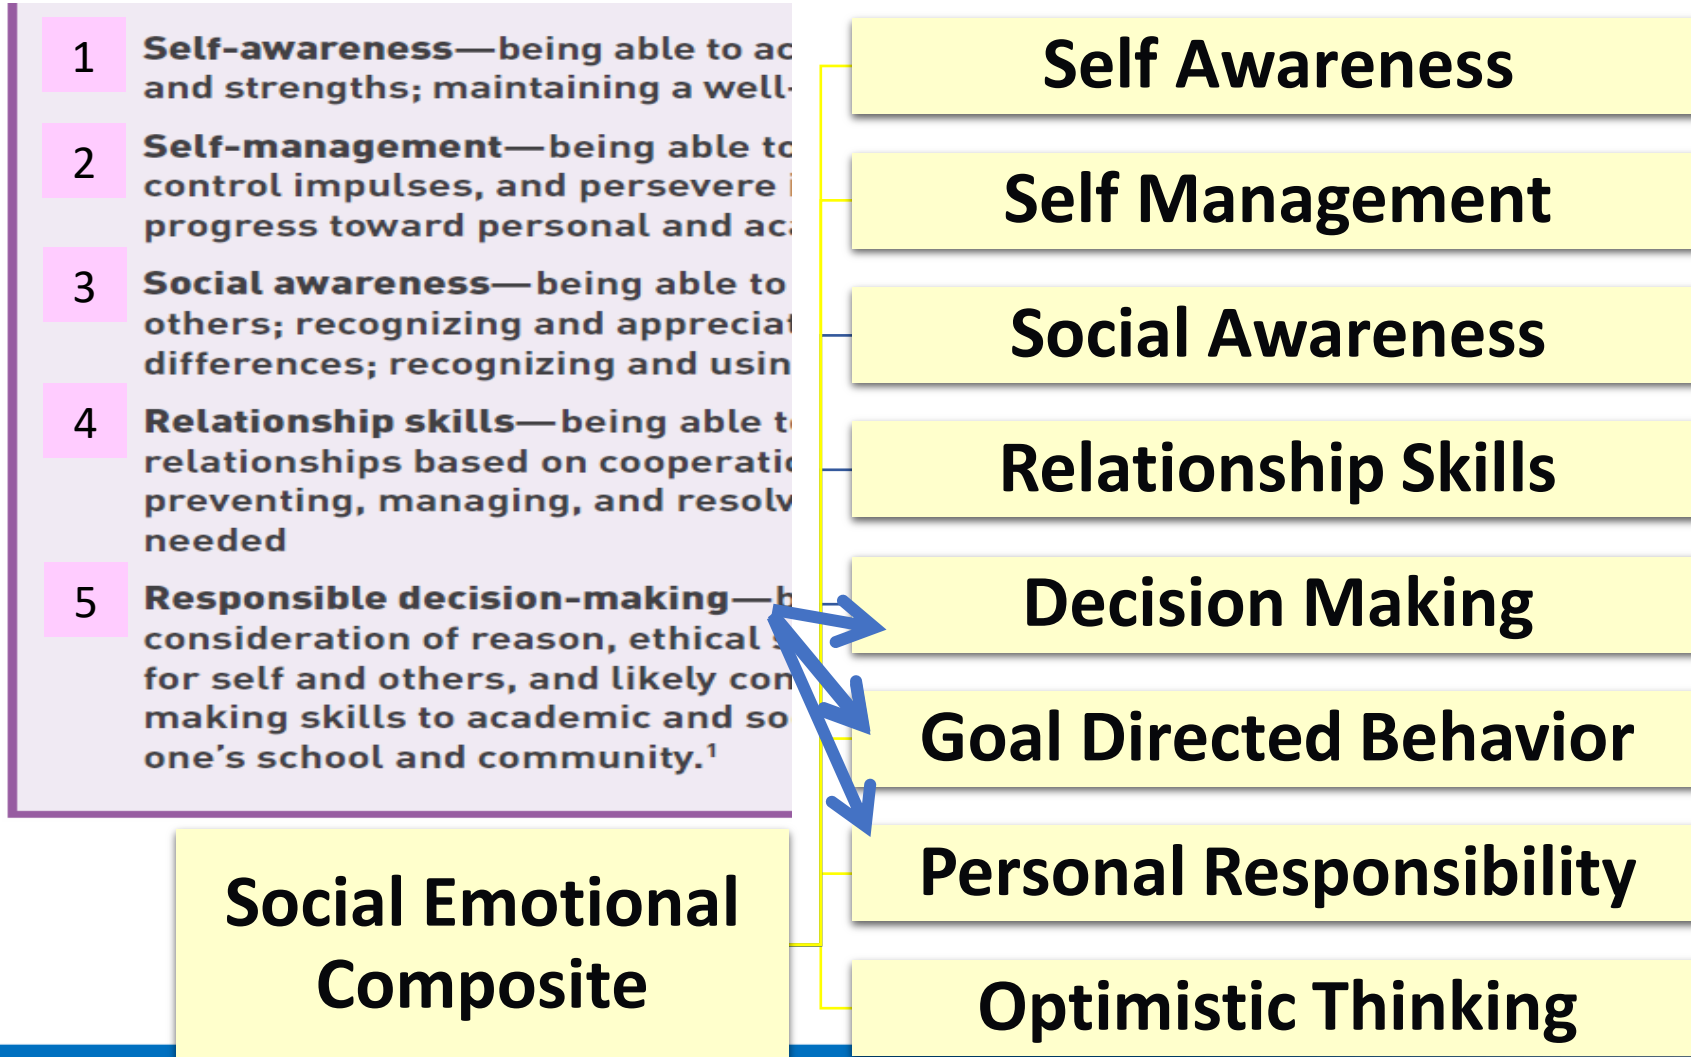 1
Self-awareness—being able to ac
and strengths; maintaining a well-
2
Self-management—being able to
control impulses, and persevere
progress toward personal and aca
3
Social awareness—being able to
others; recognizing and appreciat
differences; recognizing and usin
4
Relationship skills—being able t
relationships based on cooperatio
preventing, managing, and resolv
needed
5
Responsible decision-making—b
consideration of reason, ethical s
for self and others, and likely con
making skills to academic and so
one's school and community.¹
Social Emotional
Composite
Self Awareness
Self Management
Social Awareness
Relationship Skills
Decision Making
Goal Directed Behavior
Personal Responsibility
Optimistic Thinking